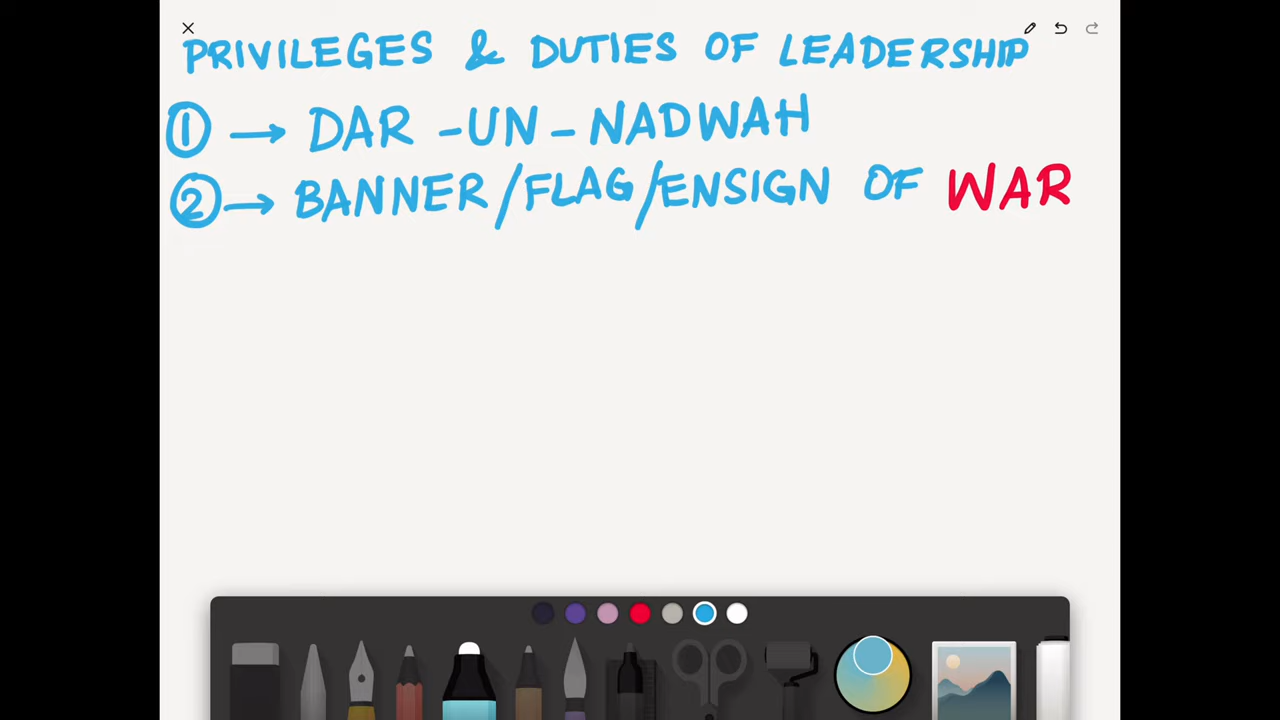 PRIVILEGES & DUTIES OF LEADERSHIP
① → DAR -UN - NADWAH
② → BANNER/FLAG/ENSIGN OF WAR